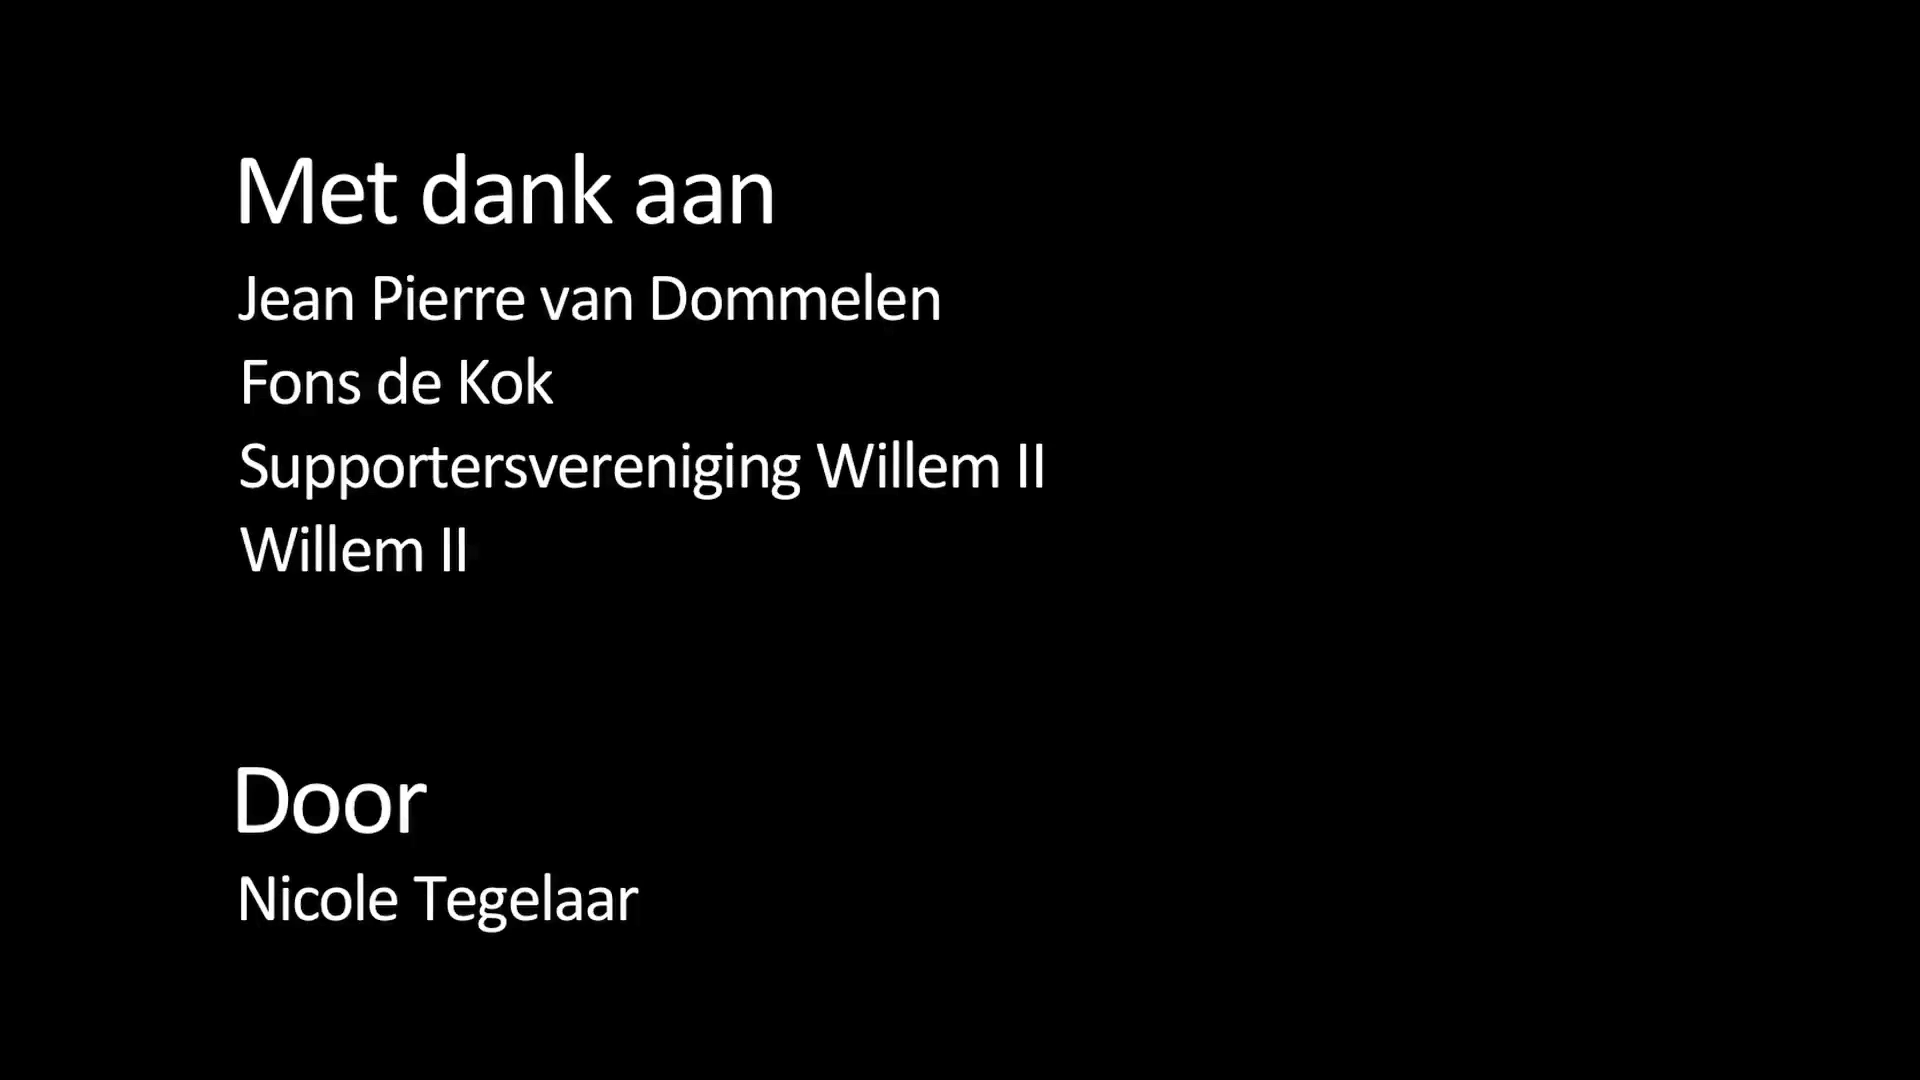 Met dank aan
Jean Pierre van Dommelen
Fons de Kok
Supportersvereniging Willem II
Willem II
Door
Nicole Tegelaar